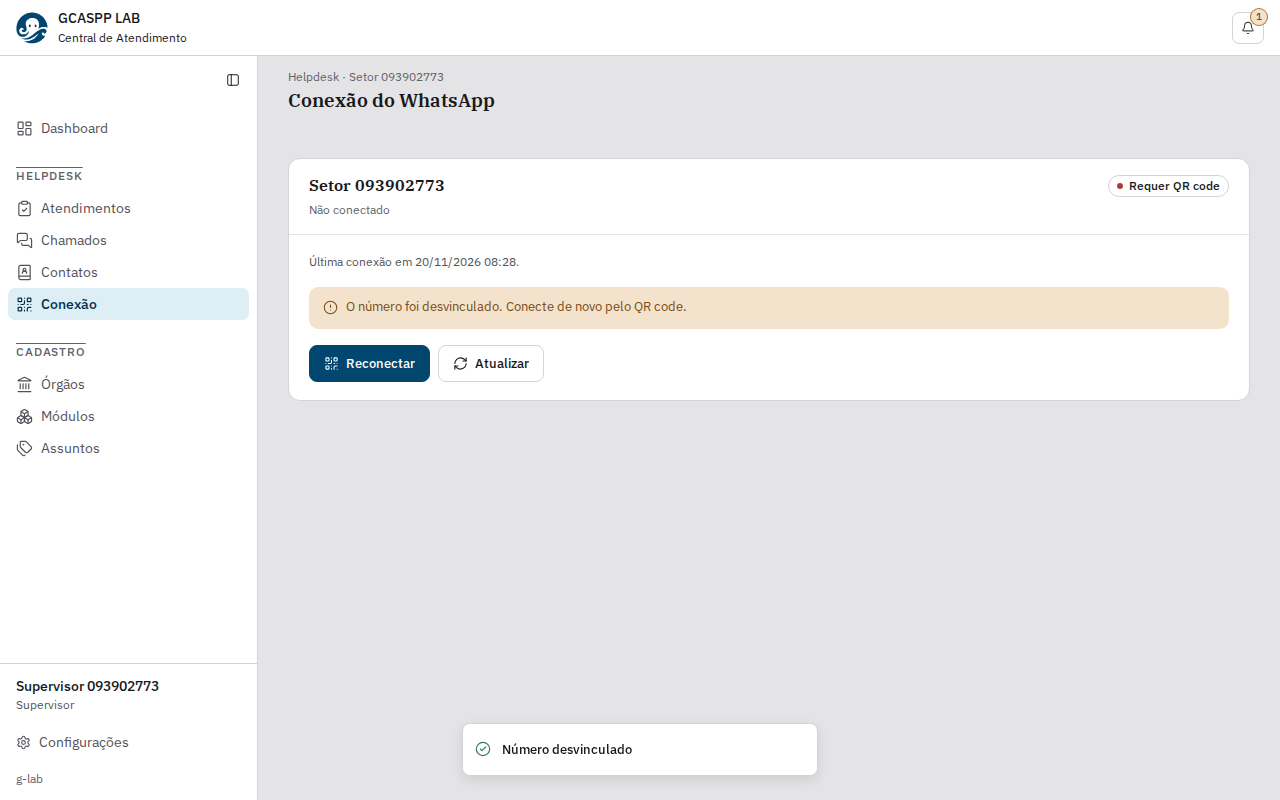 GCASPP LAB
Central de Atendimento
1
Dashboard
HELPDESK
Atendimentos
Chamados
Contatos
Conexão
CADASTRO
Órgãos
Módulos
Assuntos
Supervisor 093902773
Supervisor
Configurações
g-lab
Helpdesk · Setor 093902773
Conexão do WhatsApp
Setor 093902773
Requer QR code
Não conectado
Última conexão em 20/11/2026 08:28.
O número foi desvinculado. Conecte de novo pelo QR code.
Reconectar
Atualizar
Número desvinculado